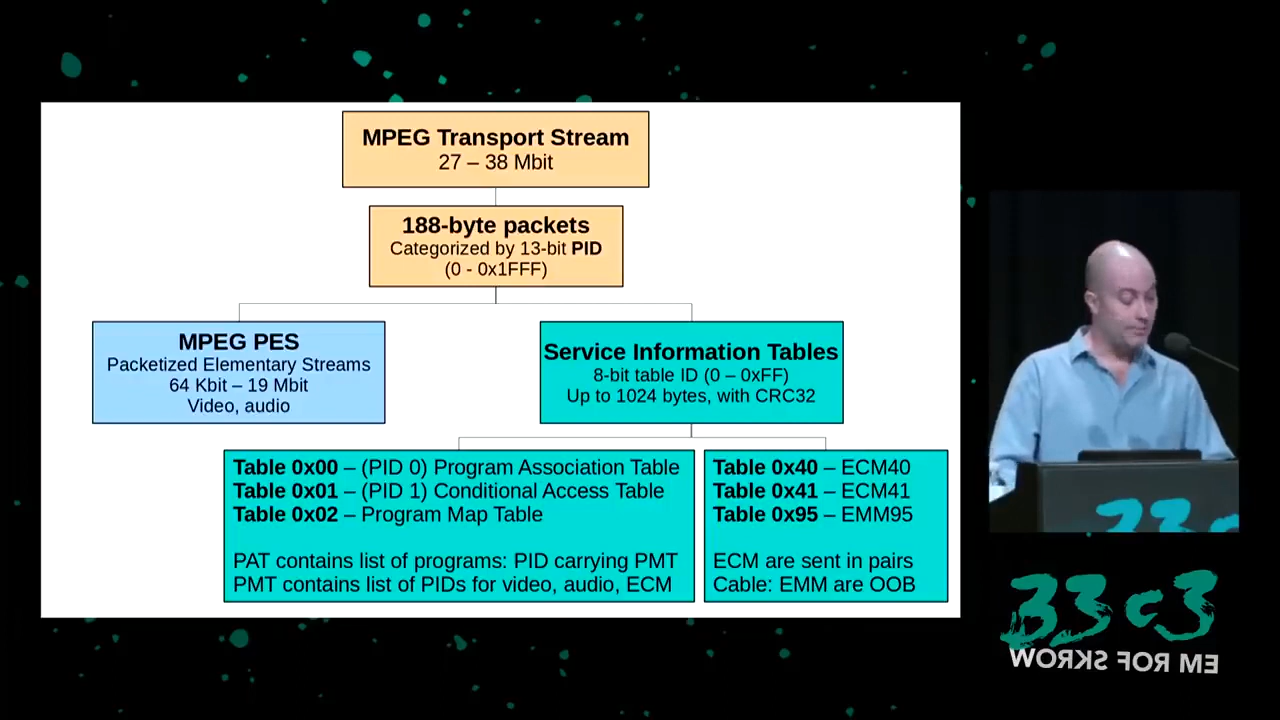 MPEG Transport Stream
27 – 38 Mbit
188-byte packets
Categorized by 13-bit PID
(0 - 0x1FFF)
MPEG PES
Packetized Elementary Streams
64 Kbit – 19 Mbit
Video, audio
Service Information Tables
8-bit table ID (0 – 0xFF)
Up to 1024 bytes, with CRC32
Table 0x00 – (PID 0) Program Association Table
Table 0x01 – (PID 1) Conditional Access Table
Table 0x02 – Program Map Table
PAT contains list of programs: PID carrying PMT
PMT contains list of PIDs for video, audio, ECM
Table 0x40 – ECM40
Table 0x41 – ECM41
Table 0x95 – EMM95
ECM are sent in pairs
Cable: EMM are OOB
33c
33c3
WORKS FOR ME